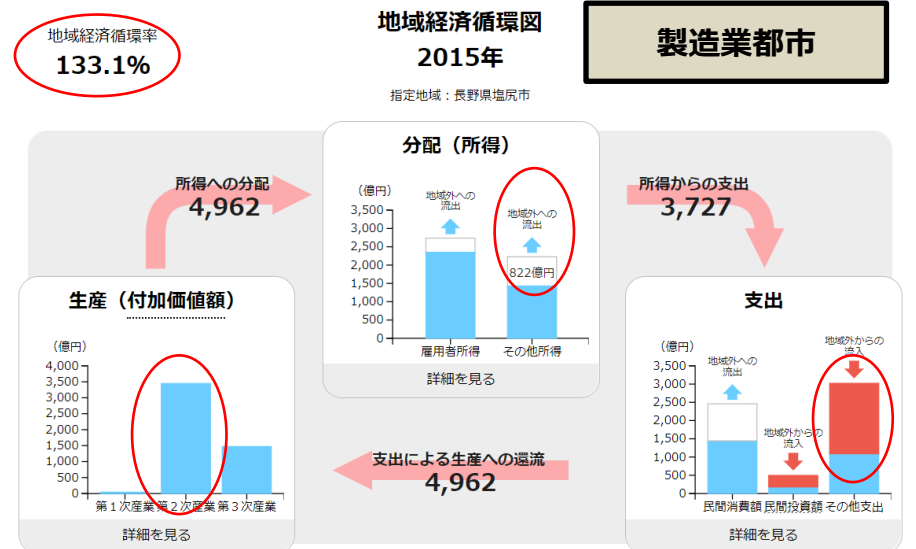 地域経済循環率
133.1%
地域経済循環図
2015年
指定地域：長野県塩尻市
製造業都市
所得への分配
4,962
分配（所得）
（億円）
3,500
3,000
2,500
2,000
1,500
1,000
500
0
地域外への
流出
地域外への
流出
822億円
雇用者所得
その他所得
詳細を見る
所得からの支出
3,727
生産（付加価値額）
（億円）
4,000
3,500
3,000
2,500
2,000
1,500
1,000
500
0
第１次産業
第２次産業
第３次産業
詳細を見る
支出による生産への還流
4,962
支出
（億円）
3,500
3,000
2,500
2,000
1,500
1,000
500
0
地域外への
流出
地域外からの
流入
地域外からの
流入
民間消費額
民間投資額
その他支出
詳細を見る